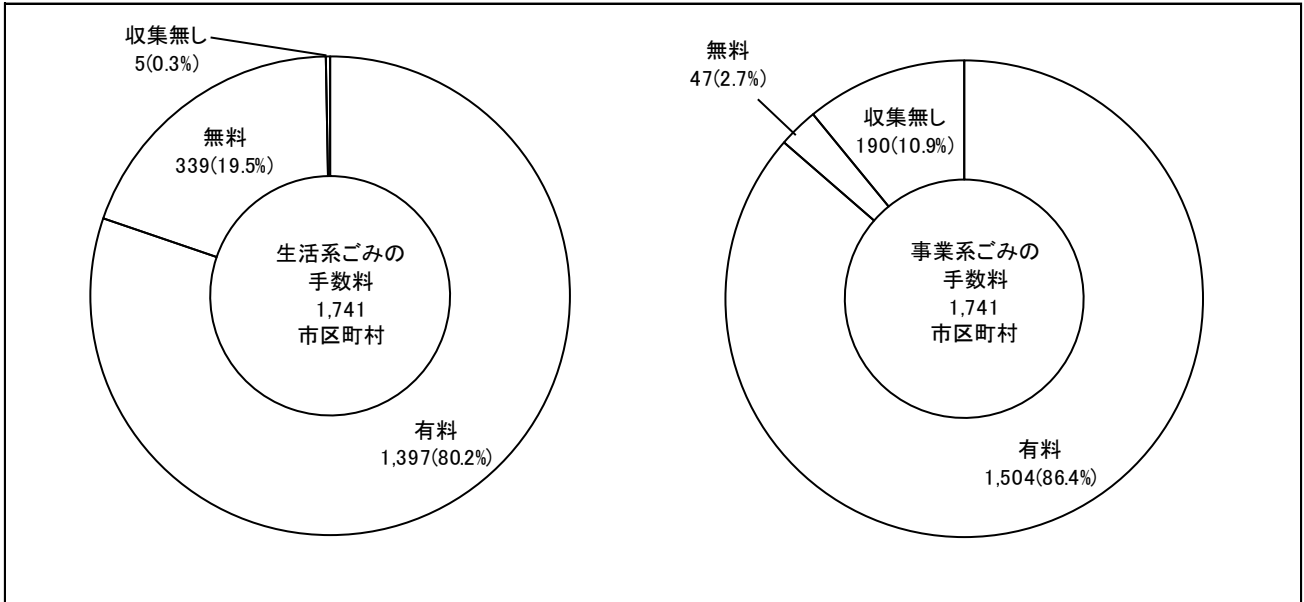 収集無し
5(0.3%)
無料
339(19.5%)
生活系ごみの
手数料
1,741
市区町村
有料
1,397(80.2%)
無料
47(2.7%)
収集無し
190(10.9%)
事業系ごみの
手数料
1,741
市区町村
有料
1,504(86.4%)